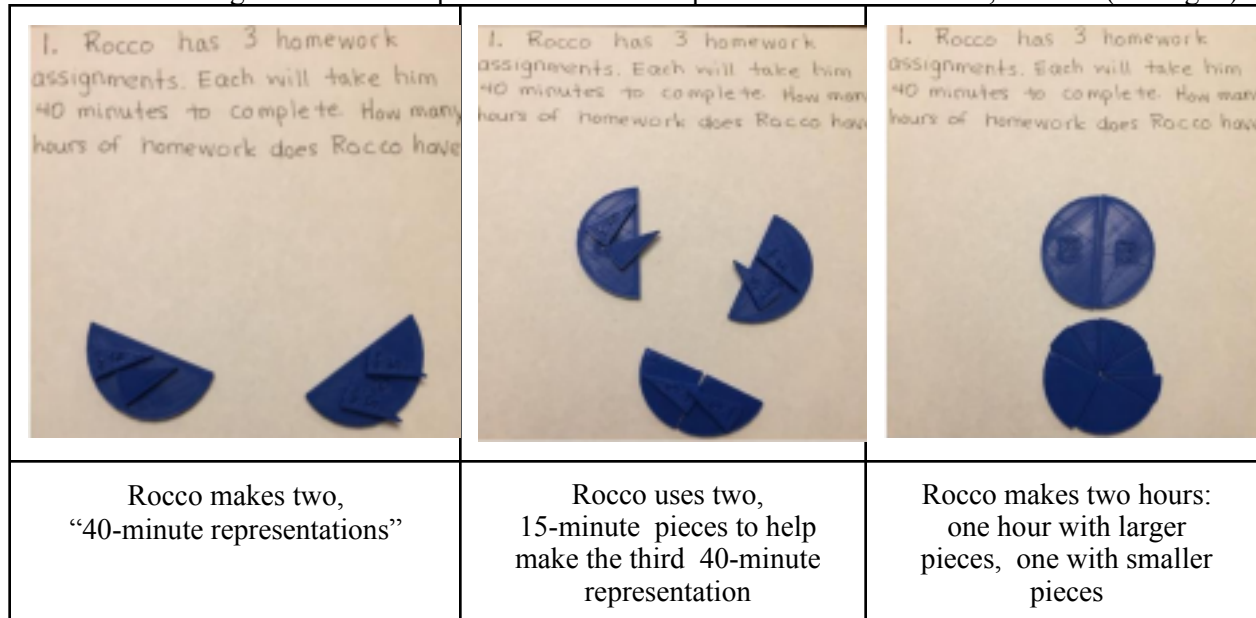 1. Rocco has 3 homework
assignments. Each will take him
40 minutes to complete. How many
hours of homework does Rocco have
1. Rocco has 3 homework
assignments. Each will take him
40 minutes to complete. How man
hours of homework does Rocco hav
1. Rocco has 3 homework
assignments. Each will take him
40 minutes to complete. How man
hours of homework does Rocco hav
30 30
Rocco makes two,
“40-minute representations”
Rocco uses two,
15-minute pieces to help
make the third 40-minute
representation
Rocco makes two hours:
one hour with larger
pieces, one with smaller
pieces